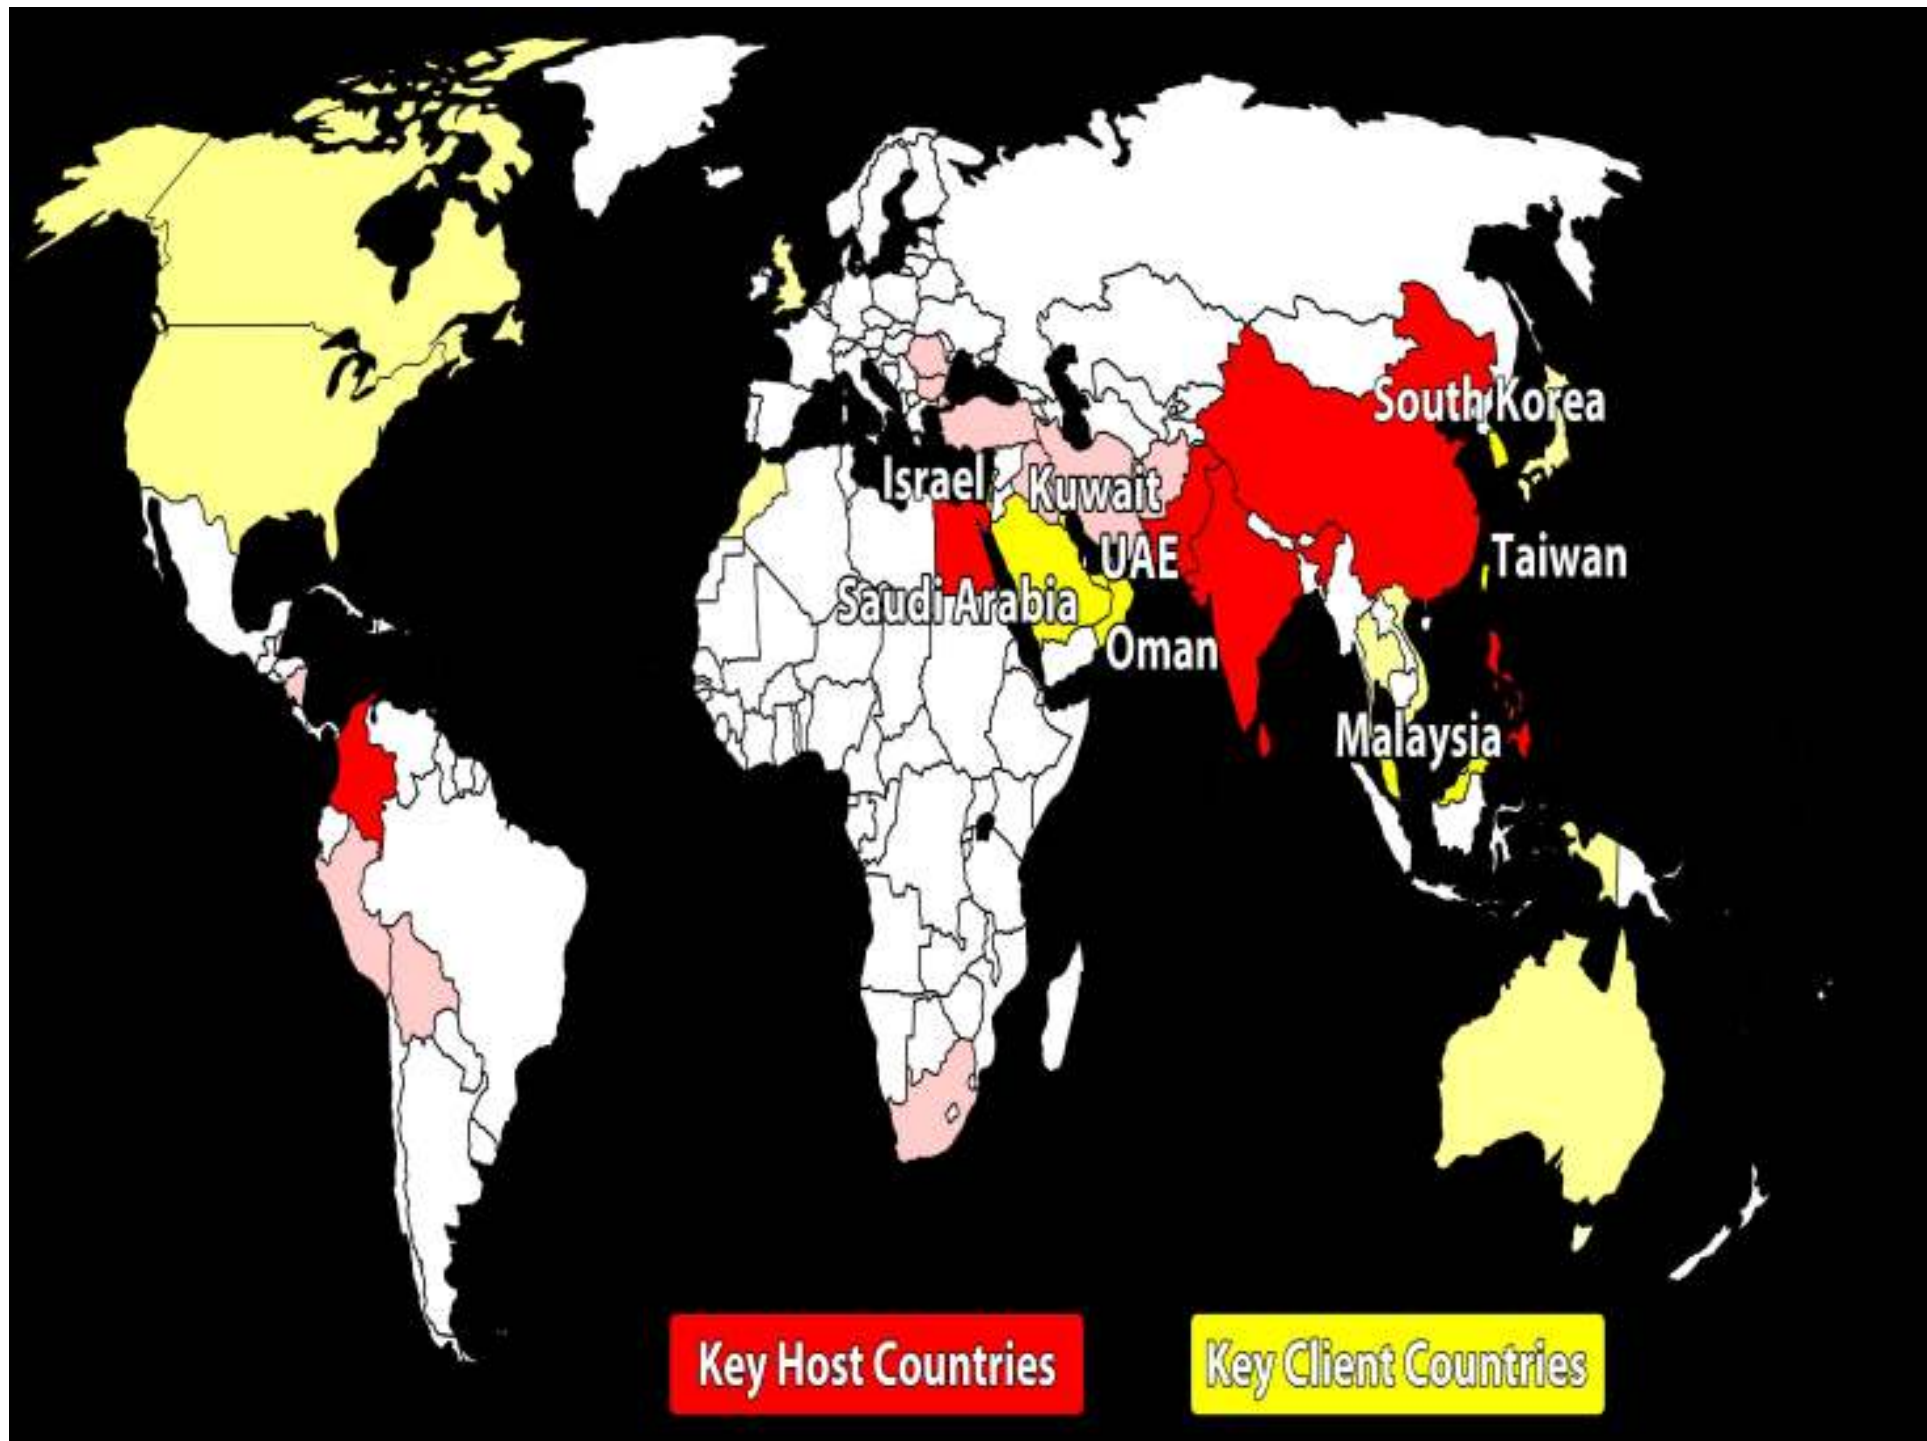 South Korea
Israel
Kuwait
UAE
Taiwan
Saudi Arabia
Oman
Malaysia
Key Host Countries
Key Client Countries